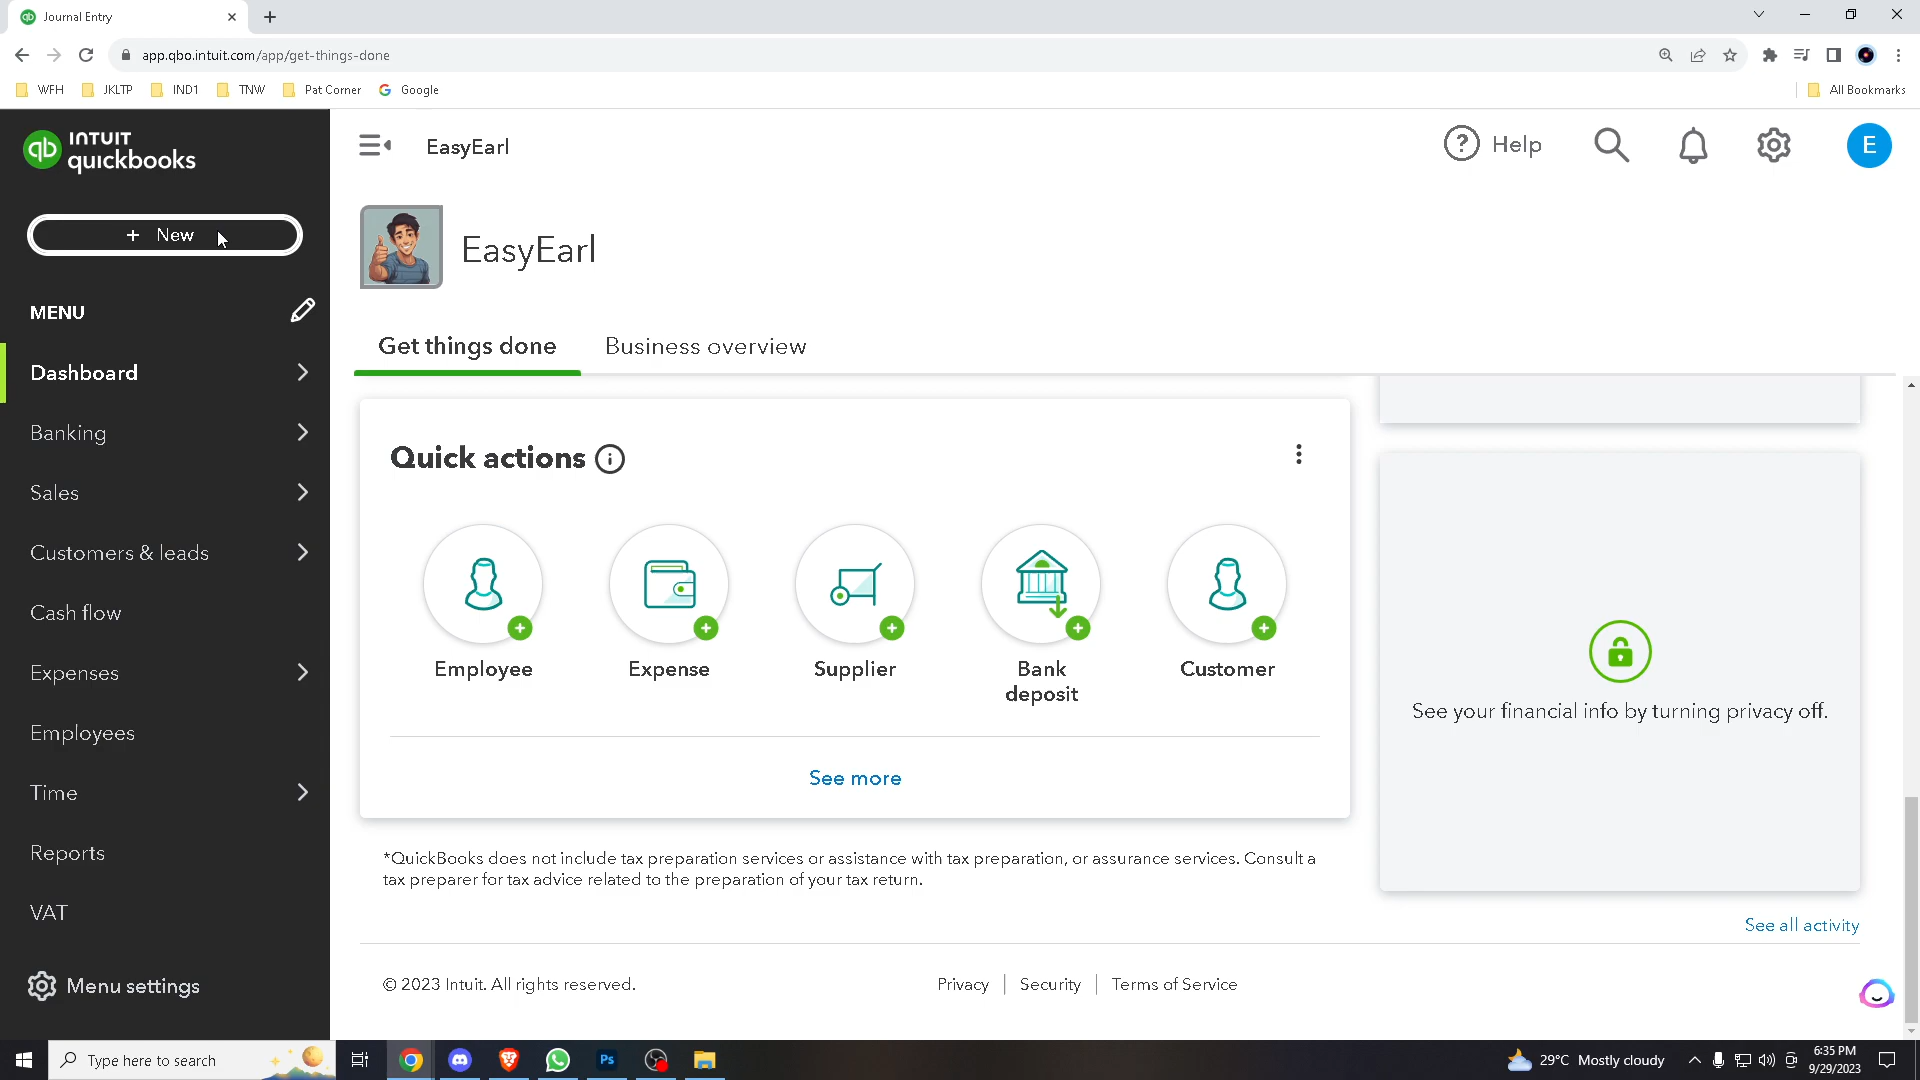 Journal Entry
app.qbo.intuit.com/app/get-things-done
WFH
JKLTP
IND1
TNW
Pat Corner
G Google
All Bookmarks
qb INTUIT quickbooks
EasyEarl
? Help
E
+ New
EasyEarl
MENU
Get things done
Business overview
Dashboard
Banking
Sales
Customers & leads
Cash flow
Expenses
Employees
Time
Reports
VAT
Menu settings
Quick actions
Employee
Expense
Supplier
Bank deposit
Customer
See more
See your financial info by turning privacy off.
*QuickBooks does not include tax preparation services or assistance with tax preparation, or assurance services. Consult a
tax preparer for tax advice related to the preparation of your tax return.
See all activity
© 2023 Intuit. All rights reserved.
Privacy
Security
Terms of Service
Type here to search
Ps
29°C Mostly cloudy
6:35 PM
9/29/2023